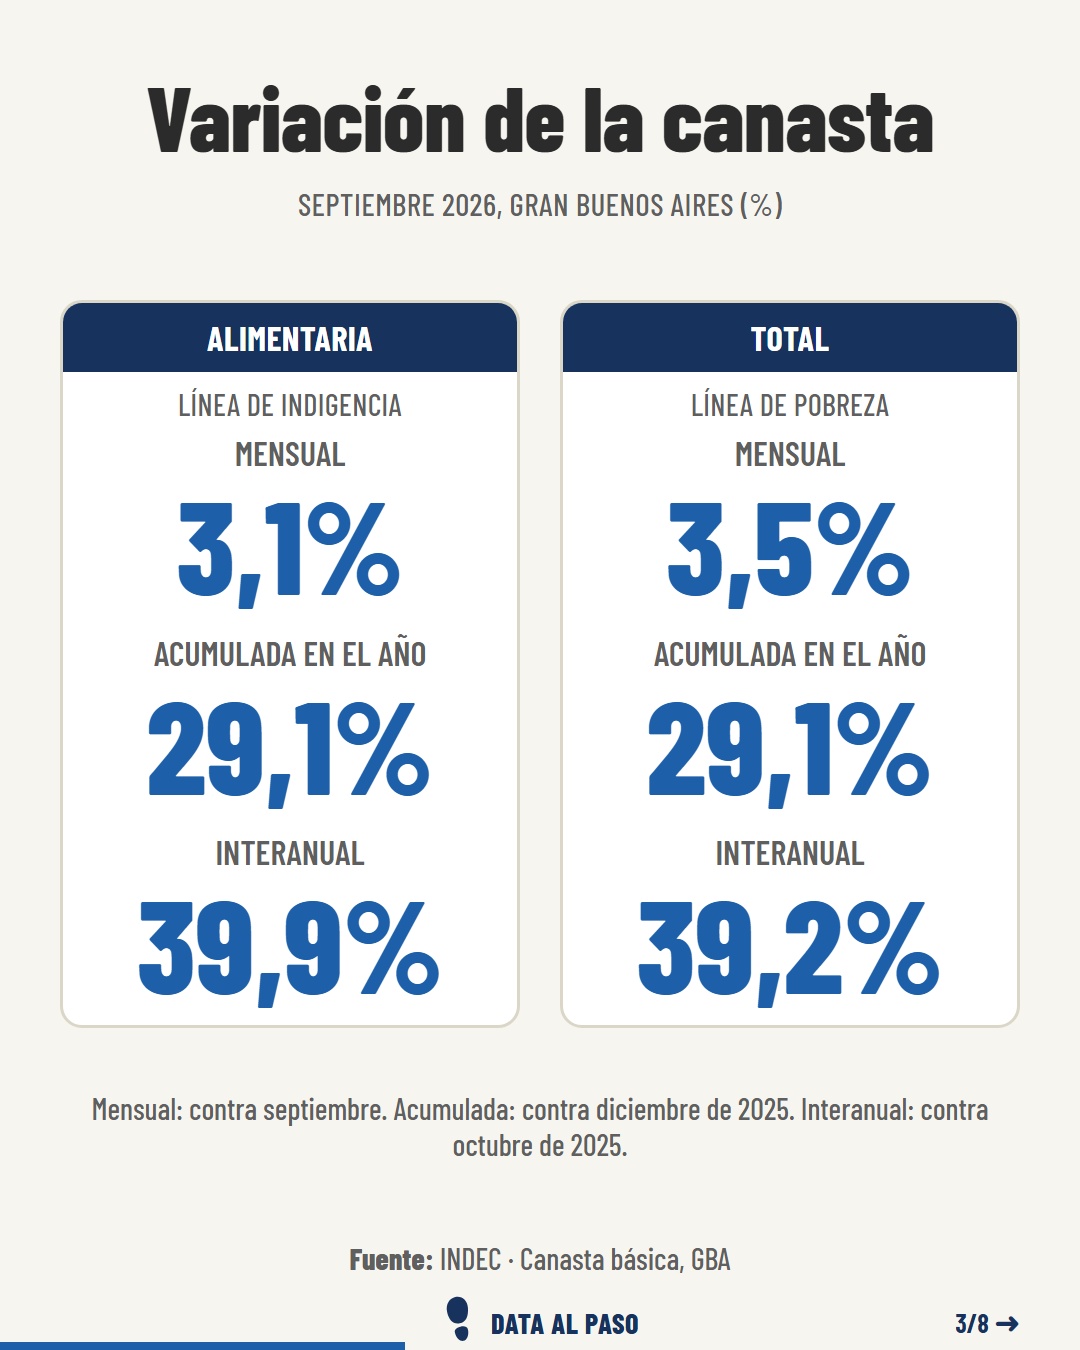 Variación de la canasta
SEPTIEMBRE 2026, GRAN BUENOS AIRES (%)
ALIMENTARIA
LÍNEA DE INDIGENCIA
MENSUAL
3,1%
ACUMULADA EN EL AÑO
29,1%
INTERANUAL
39,9%
TOTAL
LÍNEA DE POBREZA
MENSUAL
3,5%
ACUMULADA EN EL AÑO
29,1%
INTERANUAL
39,2%
Mensual: contra septiembre. Acumulada: contra diciembre de 2025. Interanual: contra
octubre de 2025.
Fuente: INDEC · Canasta básica, GBA
DATA AL PASO
3/8 →